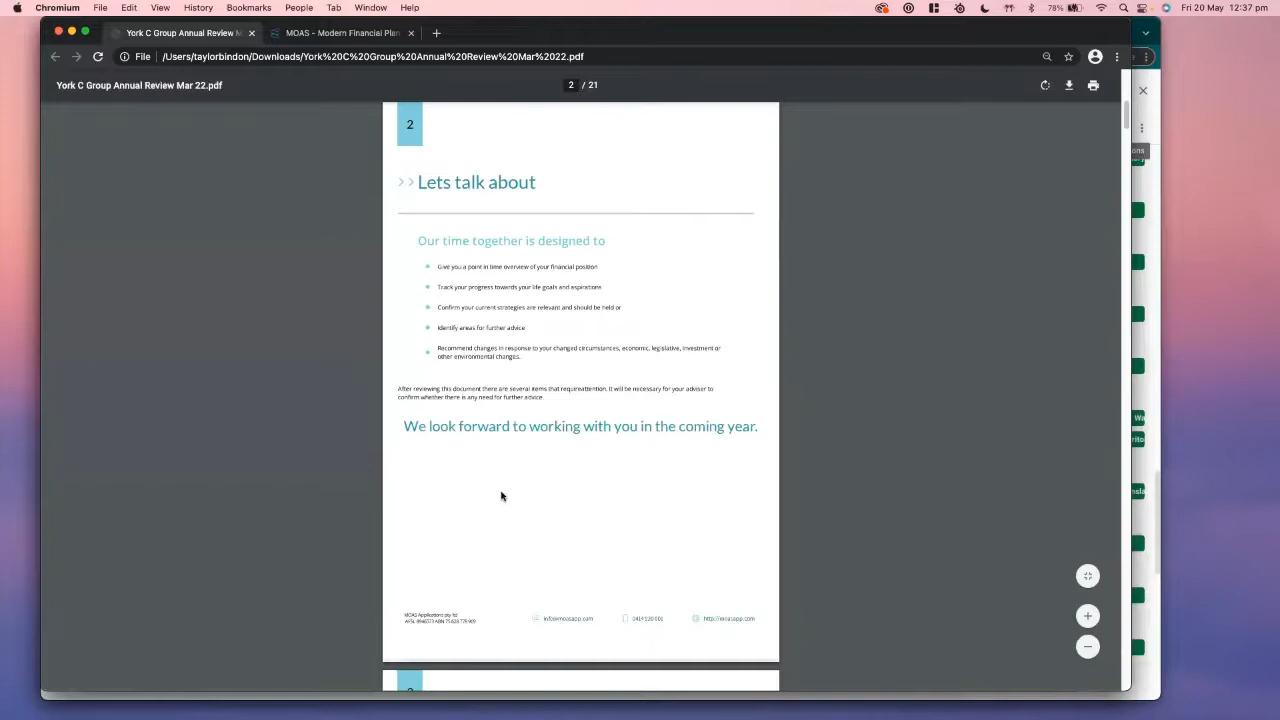 Chromium File Edit View History Bookmarks People Tab Window Help 78% Fri 20 May 12:37 pm
York C Group Annual Review M MOAS - Modern Financial Plan
File /Users/taylorbindon/Downloads/York%20C%20Group%20Annual%20Review%20Mar%2022.pdf
York C Group Annual Review Mar 22.pdf 2 / 21
2
ons
>> Lets talk about
Our time together is designed to
Give you a point in time overview of your financial position
Track your progress towards your life goals and aspirations
Confirm your current strategies are relevant and should be held or
Identify areas for further advice
Recommend changes in response to your changed circumstances, economic, legislative, investment or
other environmental changes.
After reviewing this document there are several items that requireattention. It will be necessary for your adviser to
confirm whether there is any need for further advice.
We look forward to working with you in the coming year.
MOAS Applications pty ltd
info@moasapp.com http://moasapp.com